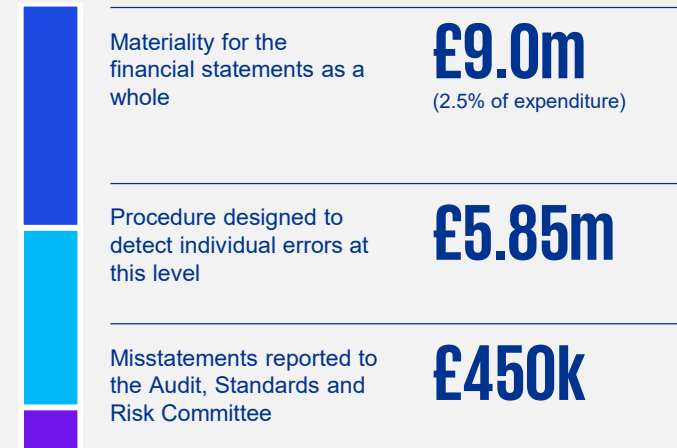 Materiality for the
financial statements as a
whole
£9.0m
(2.5% of expenditure)
Procedure designed to
detect individual errors at
this level
£5.85m
Misstatements reported to
the Audit, Standards and
Risk Committee
£450k